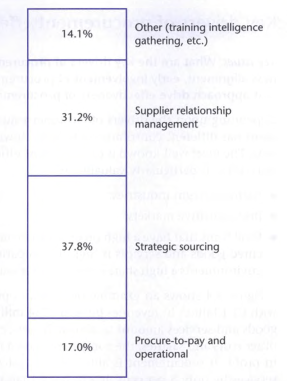 14.1%
Other (training intelligence
gathering, etc.)
31.2%
Supplier relationship
management
37.8%
Strategic sourcing
17.0%
Procure-to-pay and
operational